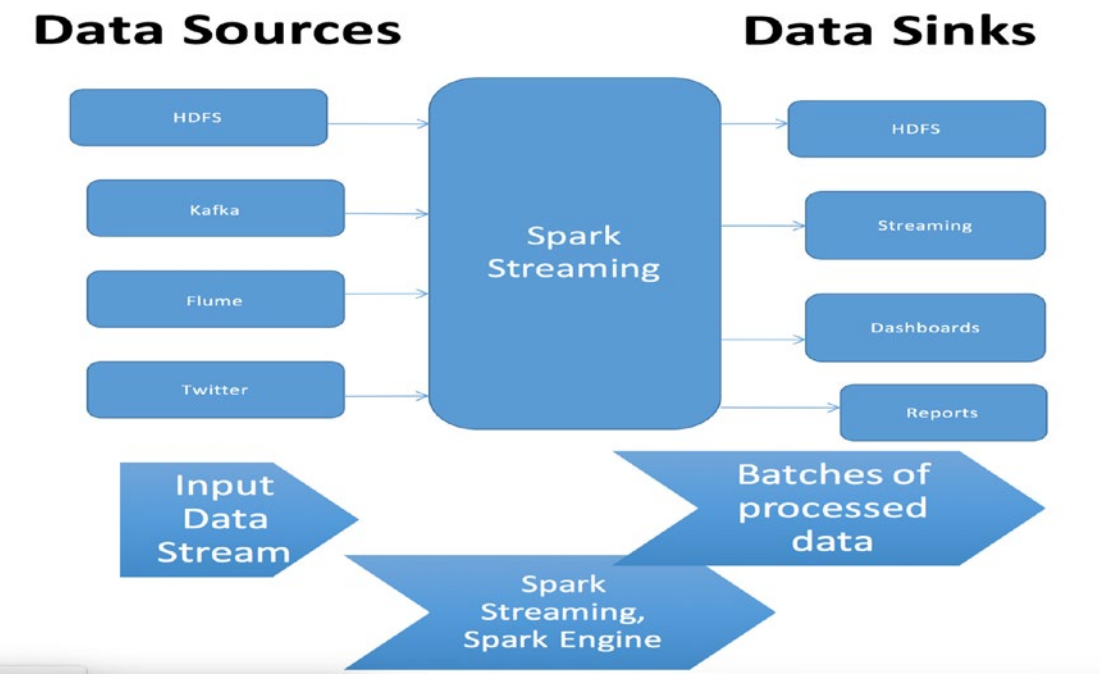 Data Sources
Data Sinks
HDFS
Kafka
Flume
Twitter
Spark
Streaming
HDFS
Streaming
Dashboards
Reports
Input
Data
Stream
Spark
Streaming,
Spark Engine
Batches of
processed
data